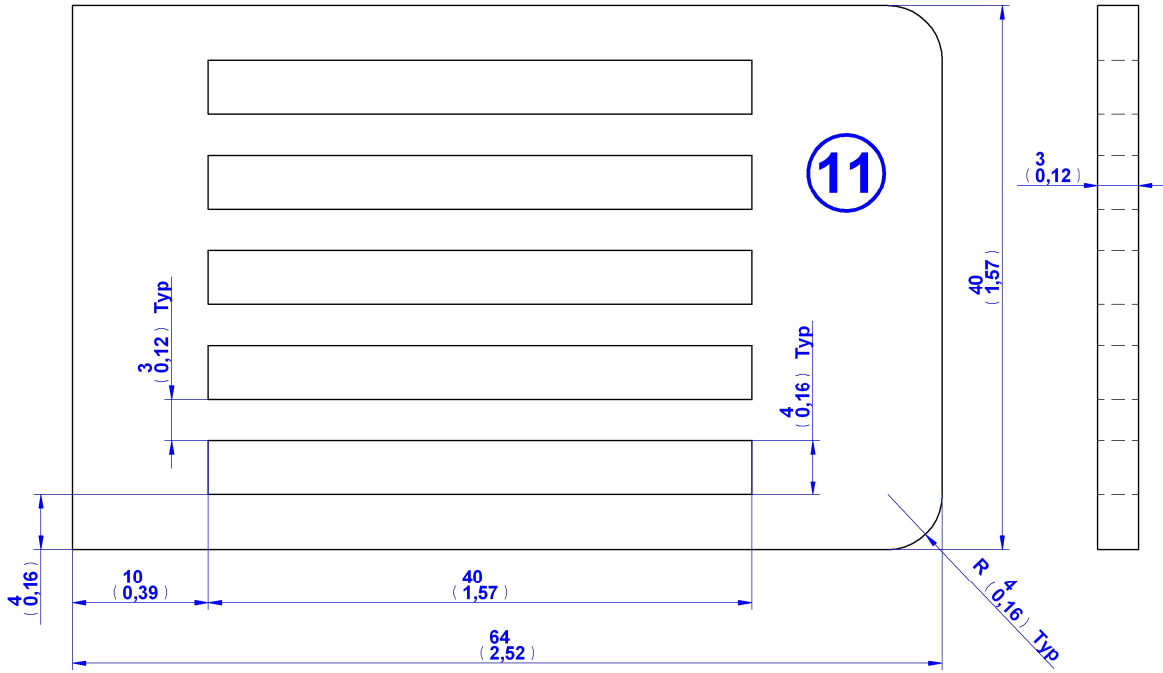 11
3
( 0,12 )
40
( 1,57 )
3
( 0,12 ) Typ
4
( 0,16 ) Typ
4
( 0,16 )
10
( 0,39 )
40
( 1,57 )
R 4
( 0,16 ) Typ
64
( 2,52 )